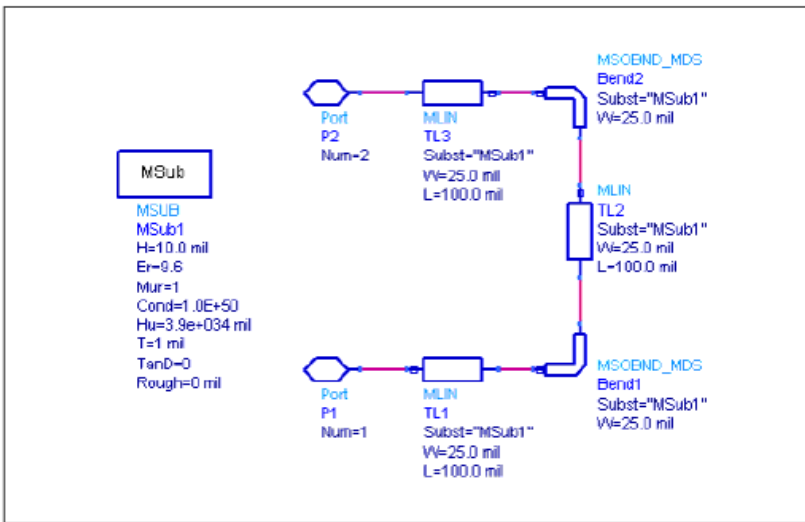 MSub
MSUB
MSub1
H=10.0 mil
Er=9.6
Mur=1
Cond=1.0E+50
Hu=3.9e+034 mil
T=1 mil
TanD=0
Rough=0 mil
Port
P2
Num=2
MLIN
TL3
Subst="MSub1"
W=25.0 mil
L=100.0 mil
MSOBND_MDS
Bend2
Subst="MSub1"
W=25.0 mil
MLIN
TL2
Subst="MSub1"
W=25.0 mil
L=100.0 mil
Port
P1
Num=1
MLIN
TL1
Subst="MSub1"
W=25.0 mil
L=100.0 mil
MSOBND_MDS
Bend1
Subst="MSub1"
W=25.0 mil